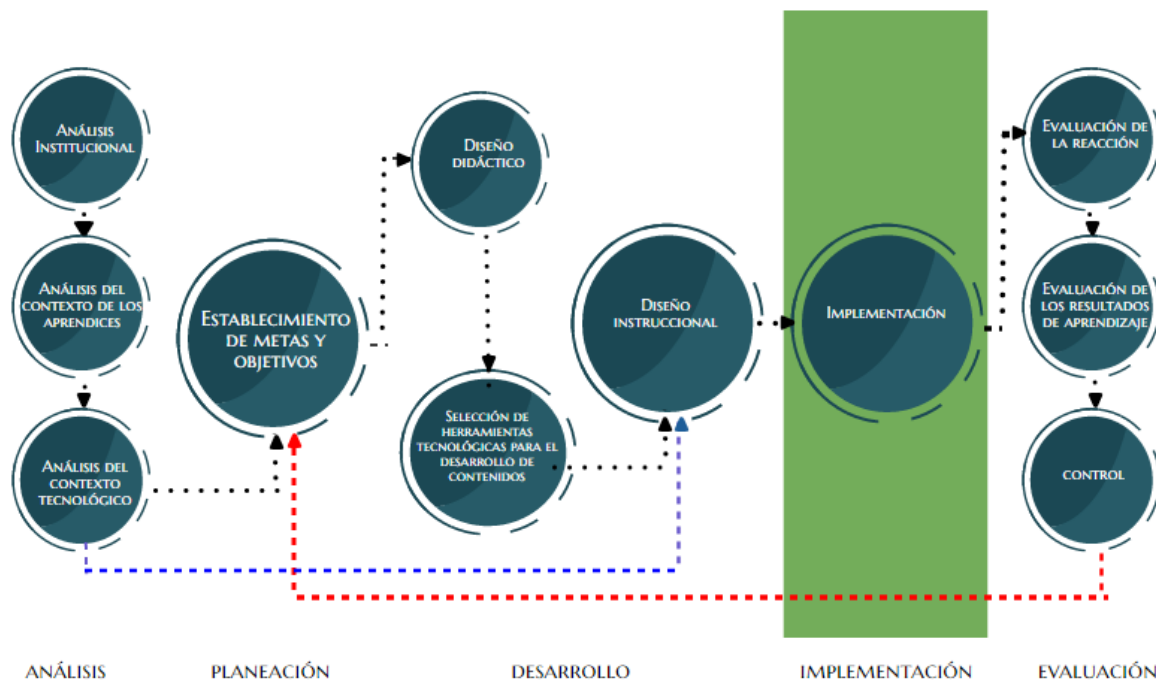 Análisis
Institucional
Análisis del
contexto de los
aprendices
Análisis del
contexto
tecnológico
Establecimiento
de metas y
objetivos
Diseño
didáctico
Selección de
herramientas
tecnológicas para el
desarrollo de
contenidos
Diseño
instruccional
Implementación
Evaluación de
la reacción
Evaluación de
los resultados
de aprendizaje
control
ANÁLISIS
PLANEACIÓN
DESARROLLO
IMPLEMENTACIÓN
EVALUACIÓN